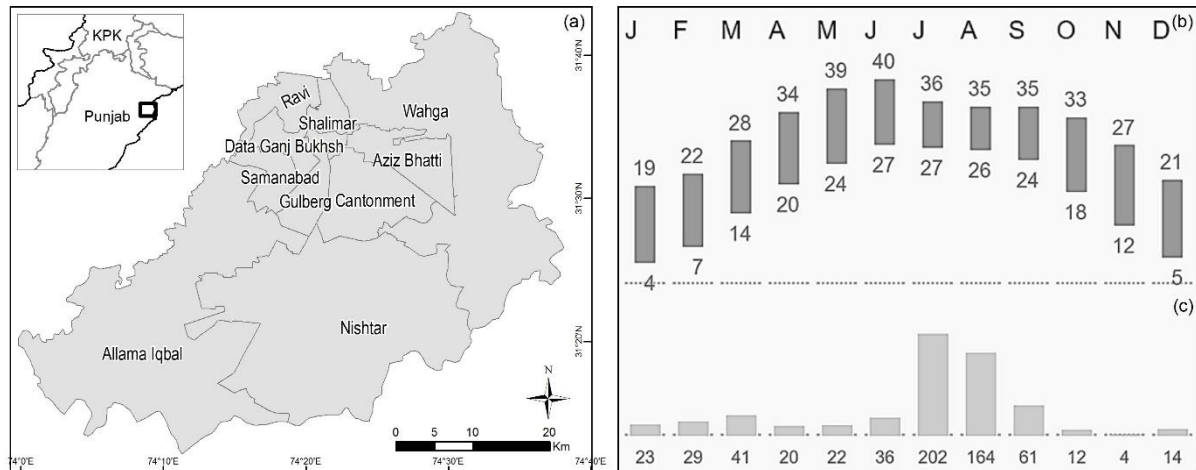 (a)
KPK
Punjab
Ravi
Wahga
Shalimar
Data Ganj Bukhsh
Aziz Bhatti
Samanabad
Gulberg Cantonment
Nishtar
Allama Iqbal
N
0 5 10 20
Km
31°40'N
31°30'N
31°20'N
74°0'E 74°10'E 74°20'E 74°30'E 74°40'E
(b)
J F M A M J J A S O N D
19 22 28 34 39 40 36 35 35 33 27 21
4 7 14 20 24 27 27 26 24 18 12 5
(c)
23 29 41 20 22 36 202 164 61 12 4 14